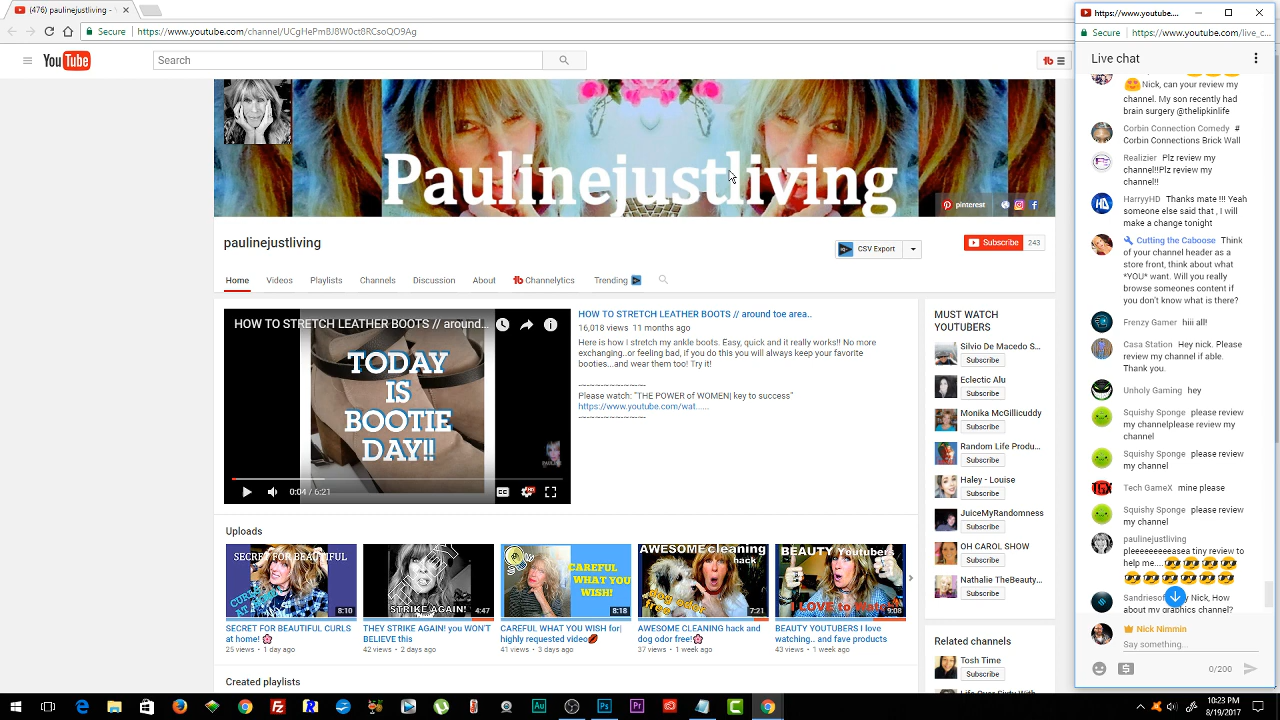 (476) paulinejustliving -
Secure
https://www.youtube.com/channel/UCgHePmBJ8W0ct8RCsoQO9Ag
YouTube
Search
Paulinejustliving
pinterest
paulinejustliving
CSV Export
Subscribe
243
Home
Videos
Playlists
Channels
Discussion
About
Channelytics
Trending
HOW TO STRETCH LEATHER BOOTS // around...
TODAY
IS
BOOTIE
DAY!!
0:04 / 6:21
HOW TO STRETCH LEATHER BOOTS // around toe area..
16,018 views 11 months ago
Here is how I stretch my ankle boots. Easy, quick and it really works!! No more
exchanging..or feeling bad, if you do this you will always keep your favorite
booties...and wear them too! Try it!
Please watch: "THE POWER of WOMEN| key to success"
https://www.youtube.com/wat......
Uploads
SECRET FOR BEAUTIFUL
8:10
SECRET FOR BEAUTIFUL CURLS
at home!
25 views · 1 day ago
STRIKE AGAIN!
4:47
THEY STRIKE AGAIN! you WON'T
BELIEVE this
42 views · 2 days ago
CAREFUL
WHAT YOU
WISH!
8:18
CAREFUL WHAT YOU WISH for|
highly requested video
41 views · 3 days ago
AWESOME cleaning
hack
dog odor
free!
7:21
AWESOME CLEANING hack and
dog odor free!
37 views · 1 week ago
BEAUTY Youtubers
I LOVE to Watch
9:08
BEAUTY YOUTUBERS I love
watching.. and fave products
43 views · 1 week ago
Created playlists
MUST WATCH
YOUTUBERS
Silvio De Macedo S...
Subscribe
Eclectic Alu
Subscribe
Monika McGillicuddy
Subscribe
Random Life Produ...
Subscribe
Haley - Louise
Subscribe
JuiceMyRandomness
Subscribe
OH CAROL SHOW
Subscribe
Nathalie TheBeauty...
Subscribe
Related channels
Tosh Time
Subscribe
https://www.youtube....
Secure
https://www.youtube.com/live_c...
Live chat
Nick, can your review my
channel. My son recently had
brain surgery @thelipkinlife
Corbin Connection Comedy #
Corbin Connections Brick Wall
Realizier Plz review my
channel!!Plz review my
channel!!
HarryyHD Thanks mate !!! Yeah
someone else said that , I will
make a change tonight
Cutting the Caboose Think
of your channel header as a
store front, think about what
*YOU* want. Will you really
browse someones content if
you don't know what is there?
Frenzy Gamer hiii all!
Casa Station Hey nick. Please
review my channel if able.
Thank you.
Unholy Gaming hey
Squishy Sponge please review
my channelplease review my
channel
Squishy Sponge please review
my channel
Tech GameX mine please
Squishy Sponge please review
my channel
paulinejustliving
pleeeeeeeeeasea tiny review to
help me....
Nick, How
about my graphics channel?
Nick Nimmin
Say something...
0/200
10:23 PM
8/19/2017